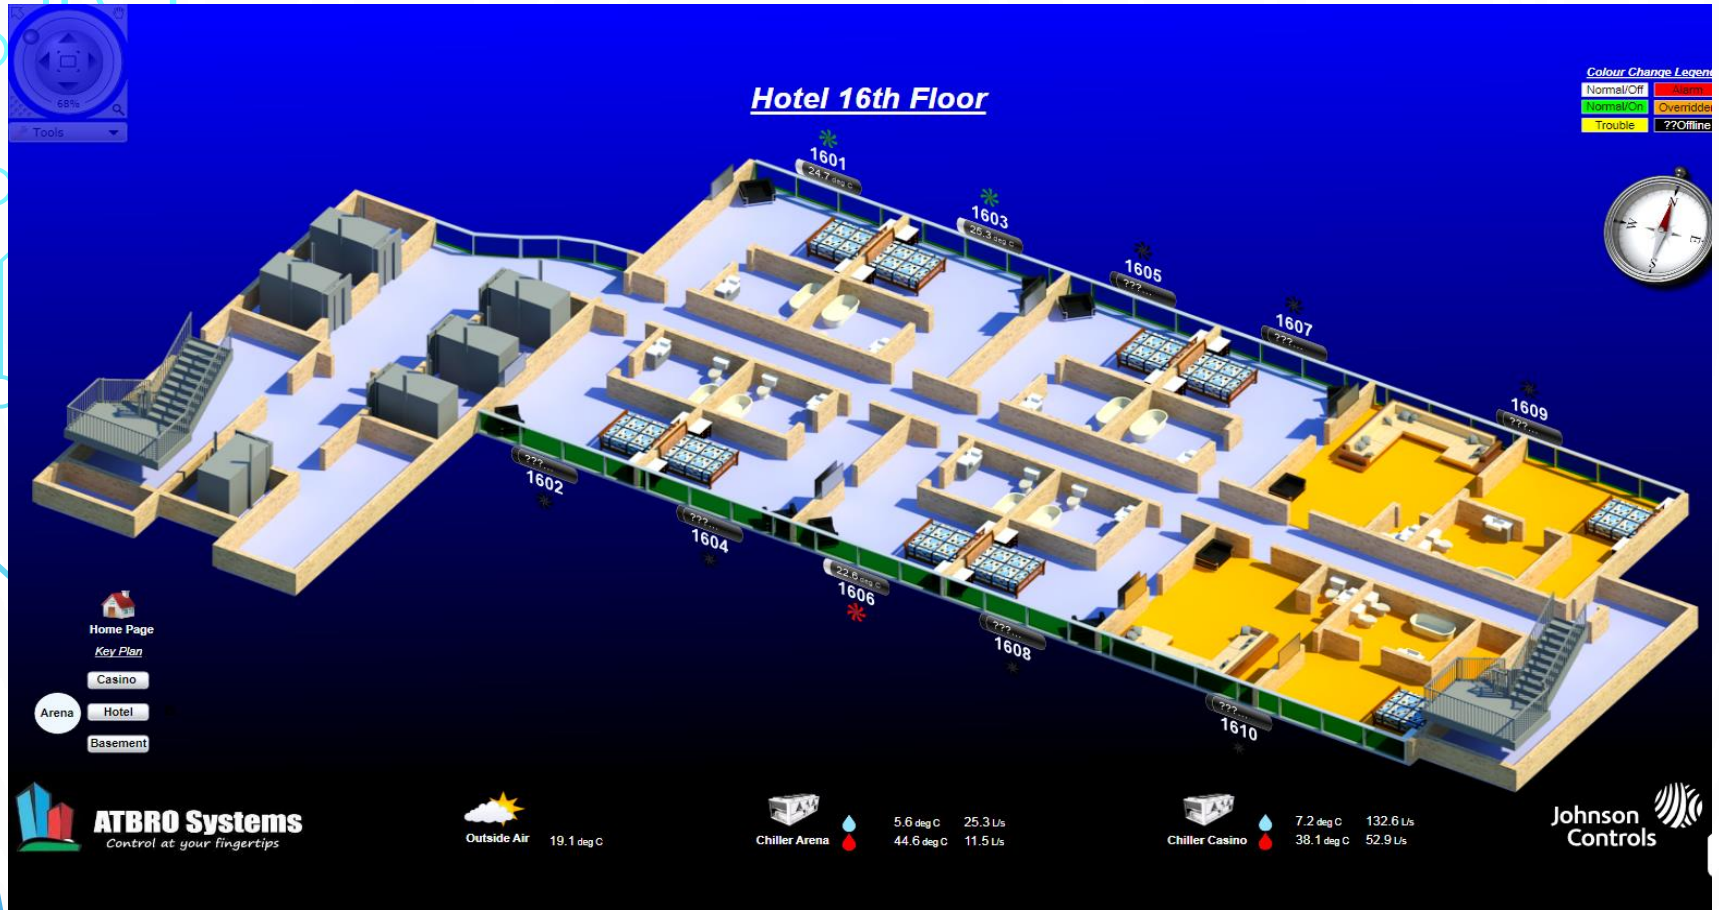 68%
Tools
Hotel 16th Floor
Colour Change Legend
Normal/Off Alarm
Normal/On Overridden
Trouble ??Offline
N
W E
S
1601
24.7 deg C
1603
25.3 deg C
1605
???...
1607
???...
1609
???...
???...
1602
???...
1604
22.6 deg C
1606
???...
1608
???...
1610
Home Page
Key Plan
Casino
Arena Hotel
Basement
ATBRO Systems
Control at your fingertips
Outside Air 19.1 deg C
Chiller Arena
5.6 deg C 25.3 L/s
44.6 deg C 11.5 L/s
Chiller Casino
7.2 deg C 132.6 L/s
38.1 deg C 52.9 L/s
Johnson
Controls